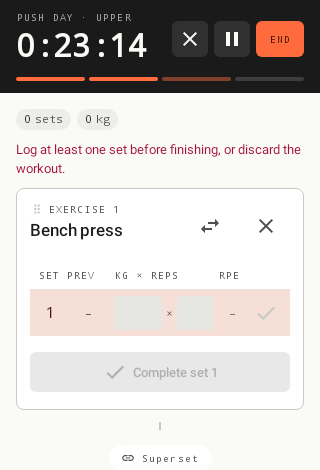 PUSH DAY · UPPER
0:23:14
END
0 sets 0 kg
Log at least one set before finishing, or discard the
workout.
EXERCISE 1
Bench press
SET PREV KG × REPS RPE
1 – × –
Complete set 1
Superset